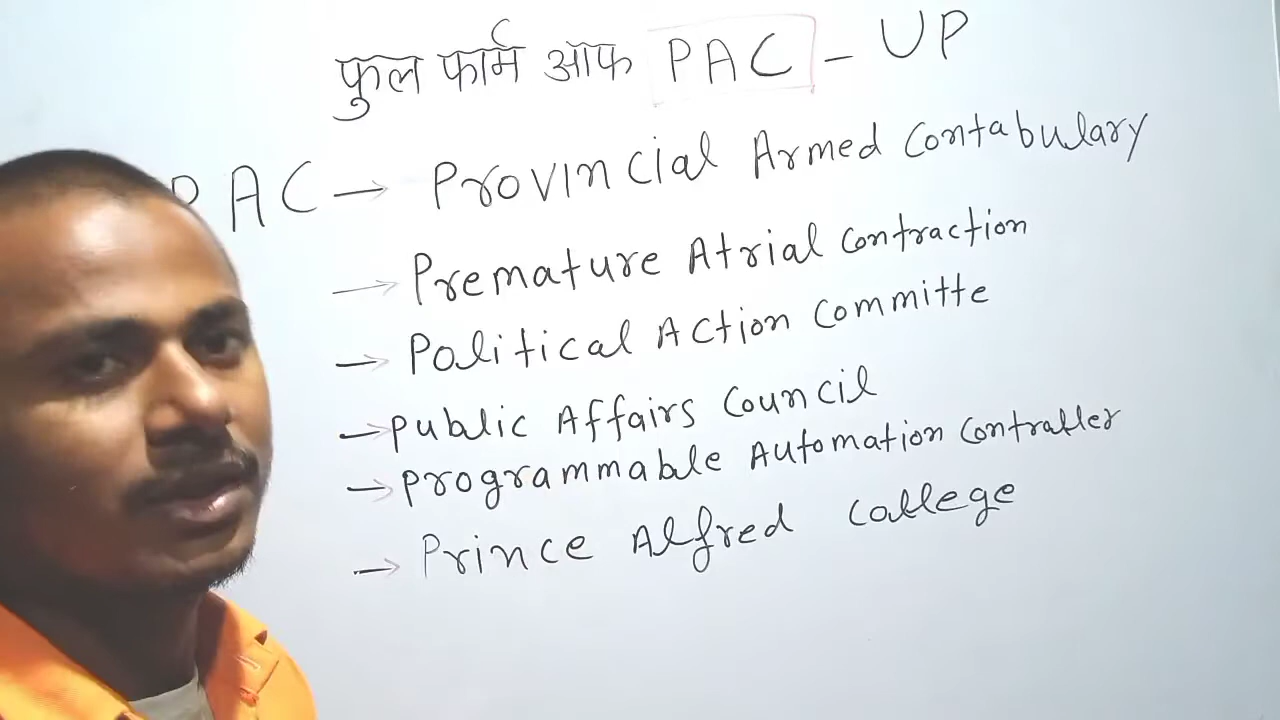 फुल फार्म ऑफ PAC - UP
PAC → Provincial Armed Contabulary
→ Premature Atrial Contraction
→ Political Action Committe
→ Public Affairs Council
→ Programmable Automation Contraller
→ Prince Alfred College